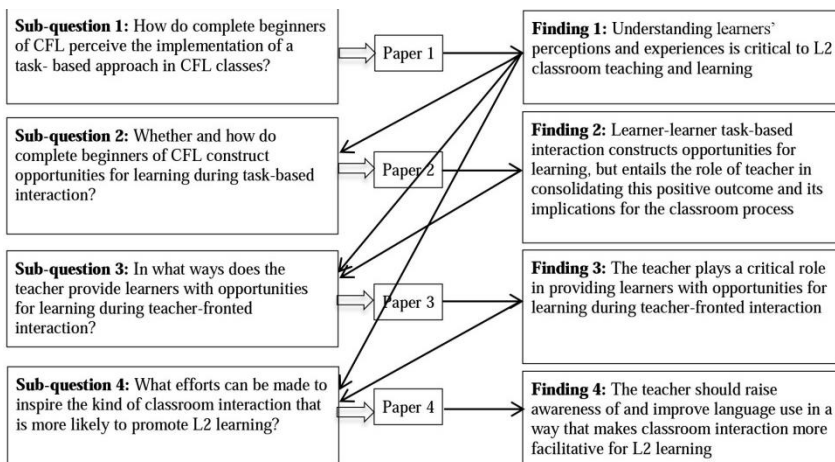 Sub-question 1: How do complete beginners
of CFL perceive the implementation of a
task- based approach in CFL classes?
Paper 1
Finding 1: Understanding learners’
perceptions and experiences is critical to L2
classroom teaching and learning
Sub-question 2: Whether and how do
complete beginners of CFL construct
opportunities for learning during task-based
interaction?
Paper 2
Finding 2: Learner-learner task-based
interaction constructs opportunities for
learning, but entails the role of teacher in
consolidating this positive outcome and its
implications for the classroom process
Sub-question 3: In what ways does the
teacher provide learners with opportunities
for learning during teacher-fronted
interaction?
Paper 3
Finding 3: The teacher plays a critical role
in providing learners with opportunities for
learning during teacher-fronted interaction
Sub-question 4: What efforts can be made to
inspire the kind of classroom interaction that
is more likely to promote L2 learning?
Paper 4
Finding 4: The teacher should raise
awareness of and improve language use in a
way that makes classroom interaction more
facilitative for L2 learning